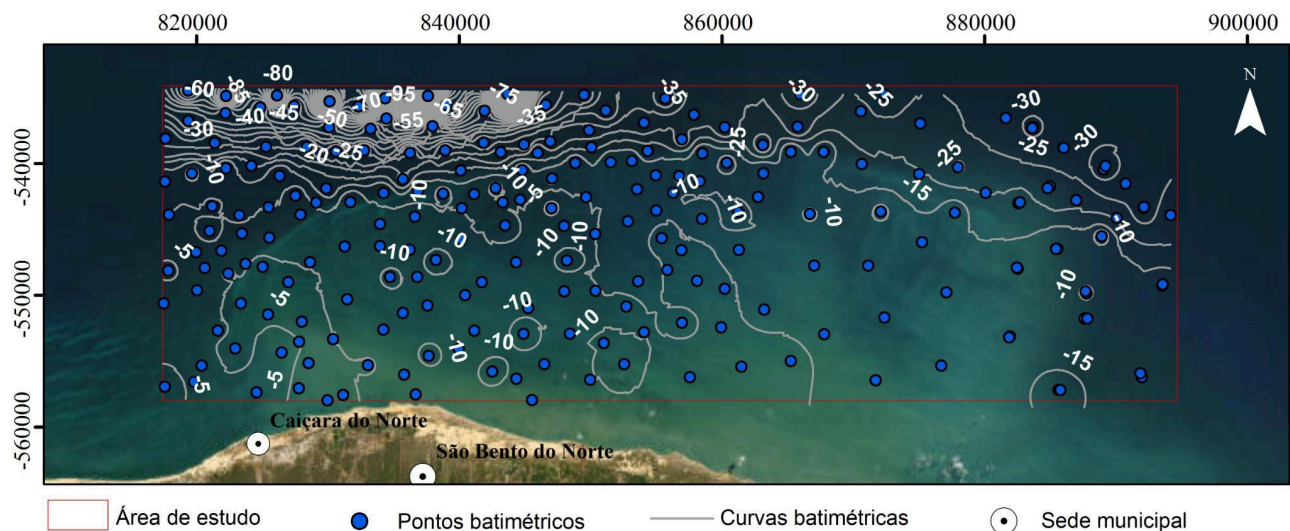 820000 840000 860000 880000 900000
N
-60 -85 -80 -70 -95 -75 -35 -30 -25 -30
-40 -45 -50 -55 -65 -35 -25 -30
-30 -20 -25 -25 -25
-10 -10 -10 -5 -10 -10 -10 -15 -10
-5 -10 -10 -10 -10 -10
-5 -10 -10
-5 -5 -10 -10 -15
-540000
-550000
-560000
Caiçara do Norte
São Bento do Norte
Área de estudo Pontos batimétricos Curvas batimétricas Sede municipal